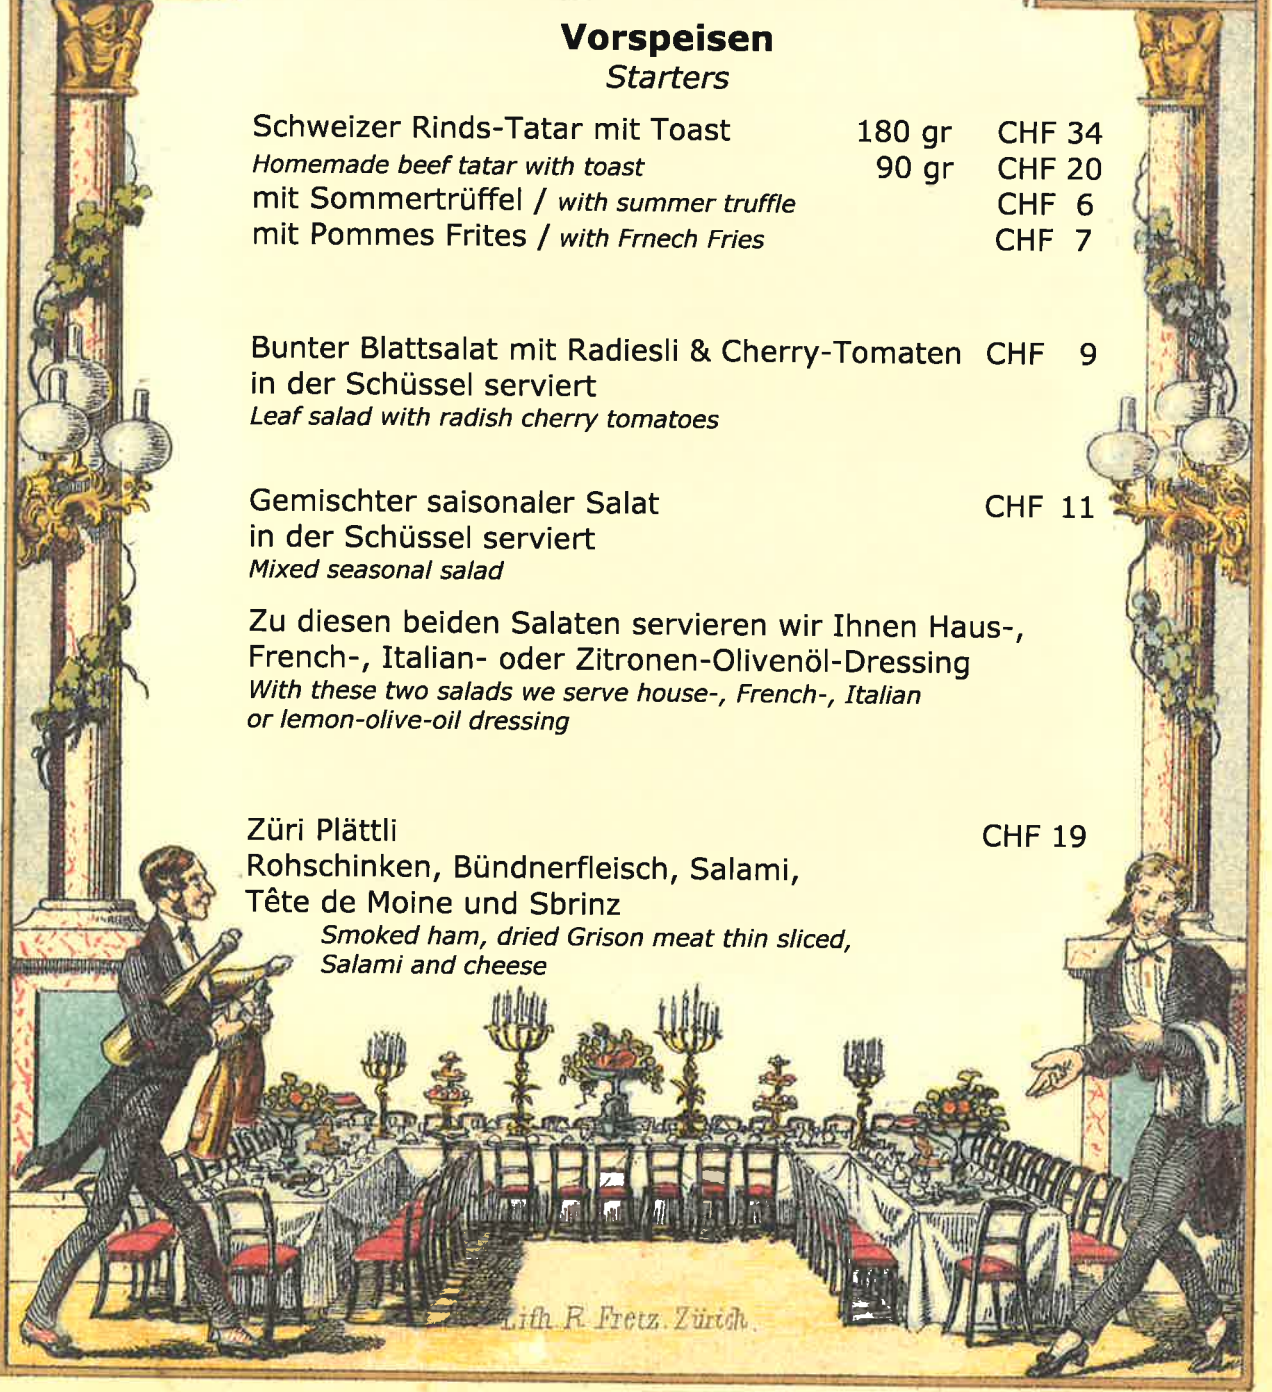 Vorspeisen
Starters
Schweizer Rinds-Tatar mit Toast 180 gr CHF 34
Homemade beef tatar with toast 90 gr CHF 20
mit Sommertrüffel / with summer truffle CHF 6
mit Pommes Frites / with Frnech Fries CHF 7
Bunter Blattsalat mit Radiesli & Cherry-Tomaten CHF 9
in der Schüssel serviert
Leaf salad with radish cherry tomatoes
Gemischter saisonaler Salat CHF 11
in der Schüssel serviert
Mixed seasonal salad
Zu diesen beiden Salaten servieren wir Ihnen Haus-,
French-, Italian- oder Zitronen-Olivenöl-Dressing
With these two salads we serve house-, French-, Italian
or lemon-olive-oil dressing
Züri Plättli CHF 19
Rohschinken, Bündnerfleisch, Salami,
Tête de Moine und Sbrinz
Smoked ham, dried Grison meat thin sliced,
Salami and cheese
Lith R. Fretz. Zürich.